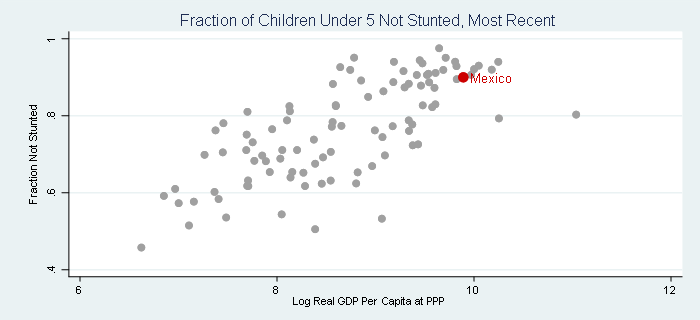 Fraction of Children Under 5 Not Stunted, Most Recent
Fraction Not Stunted
1
.8
.6
.4
Mexico
6
8
10
12
Log Real GDP Per Capita at PPP